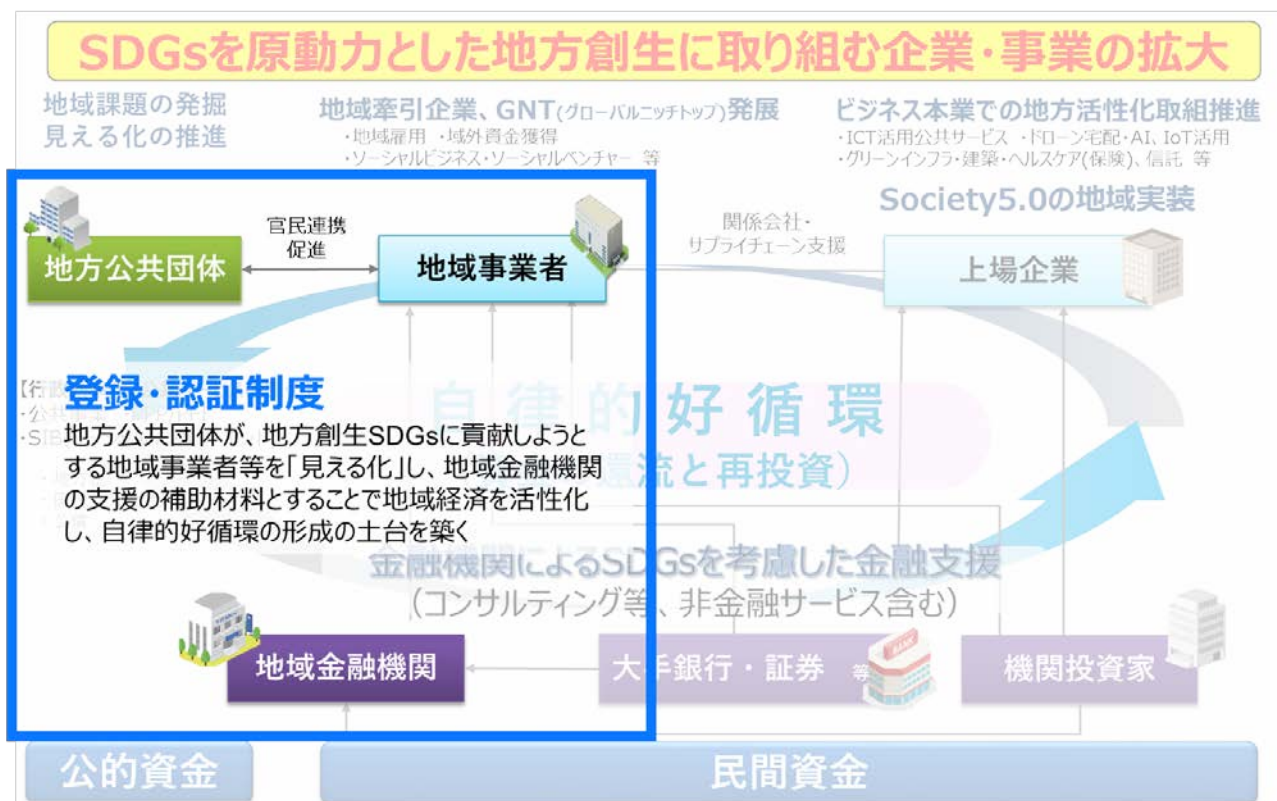 SDGsを原動力とした地方創生に取り組む企業・事業の拡大
地域課題の発掘
見える化の推進
地域牽引企業、GNT(グローバルニッチトップ)発展
・地域雇用 ・域外資金獲得
・ソーシャルビジネス・ソーシャルベンチャー 等
ビジネス本業での地方活性化取組推進
・ICT活用公共サービス ・ドローン宅配・AI、IoT活用
・グリーンインフラ・建築・ヘルスケア(保険)、信託 等
Society5.0の地域実装
地方公共団体
官民連携
促進
地域事業者
関係会社・
サプライチェーン支援
上場企業
【行政
・公共
・SIB
登録・認証制度
地方公共団体が、地方創生SDGsに貢献しようと
する地域事業者等を「見える化」し、地域金融機関
の支援の補助材料とすることで地域経済を活性化
し、自律的好循環の形成の土台を築く
自律的好循環
還流と再投資）
金融機関によるSDGsを考慮した金融支援
（コンサルティング等、非金融サービス含む）
地域金融機関
大手銀行・証券 等
BANK
機関投資家
公的資金
民間資金